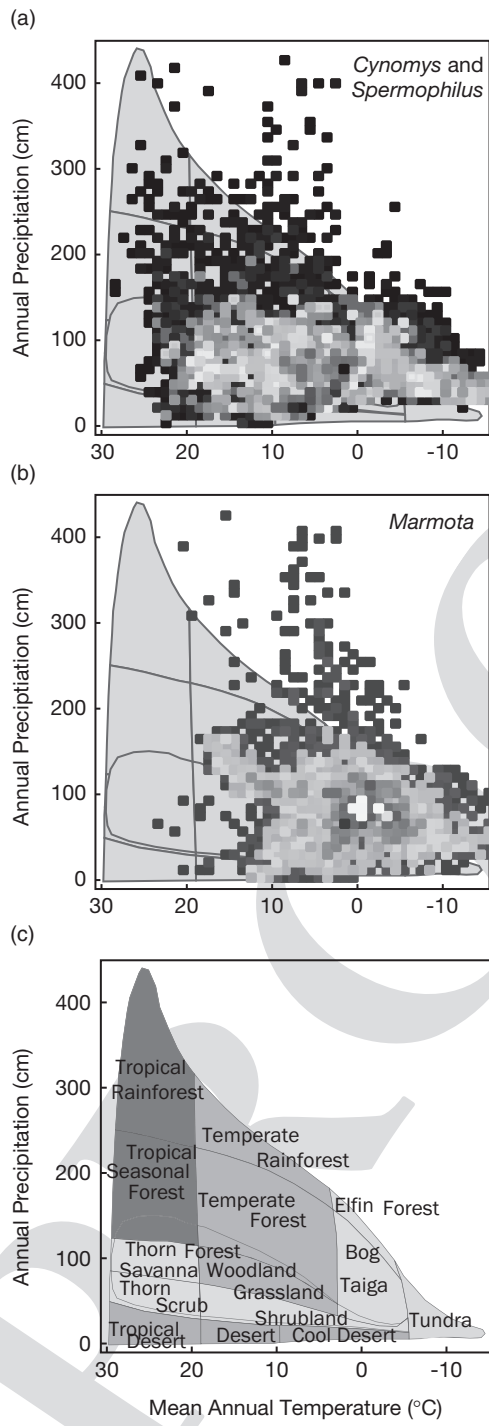 (a)
Cynomys and
Spermophilus
400
300
200
100
0
Annual Preciptiation (cm)
30 20 10 0 -10
(b)
Marmota
400
300
200
100
0
Annual Preciptiation (cm)
30 20 10 0 -10
(c)
400
300
200
100
0
Annual Precipitation (cm)
Tropical
Rainforest
Temperate
Rainforest
Tropical
Seasonal
Forest
Temperate
Forest
Elfin Forest
Bog
Thorn Forest
Savanna Woodland
Taiga
Thorn
Grassland
Scrub
Shrubland
Tundra
Tropical
Desert Desert Cool Desert
30 20 10 0 -10
Mean Annual Temperature (°C)